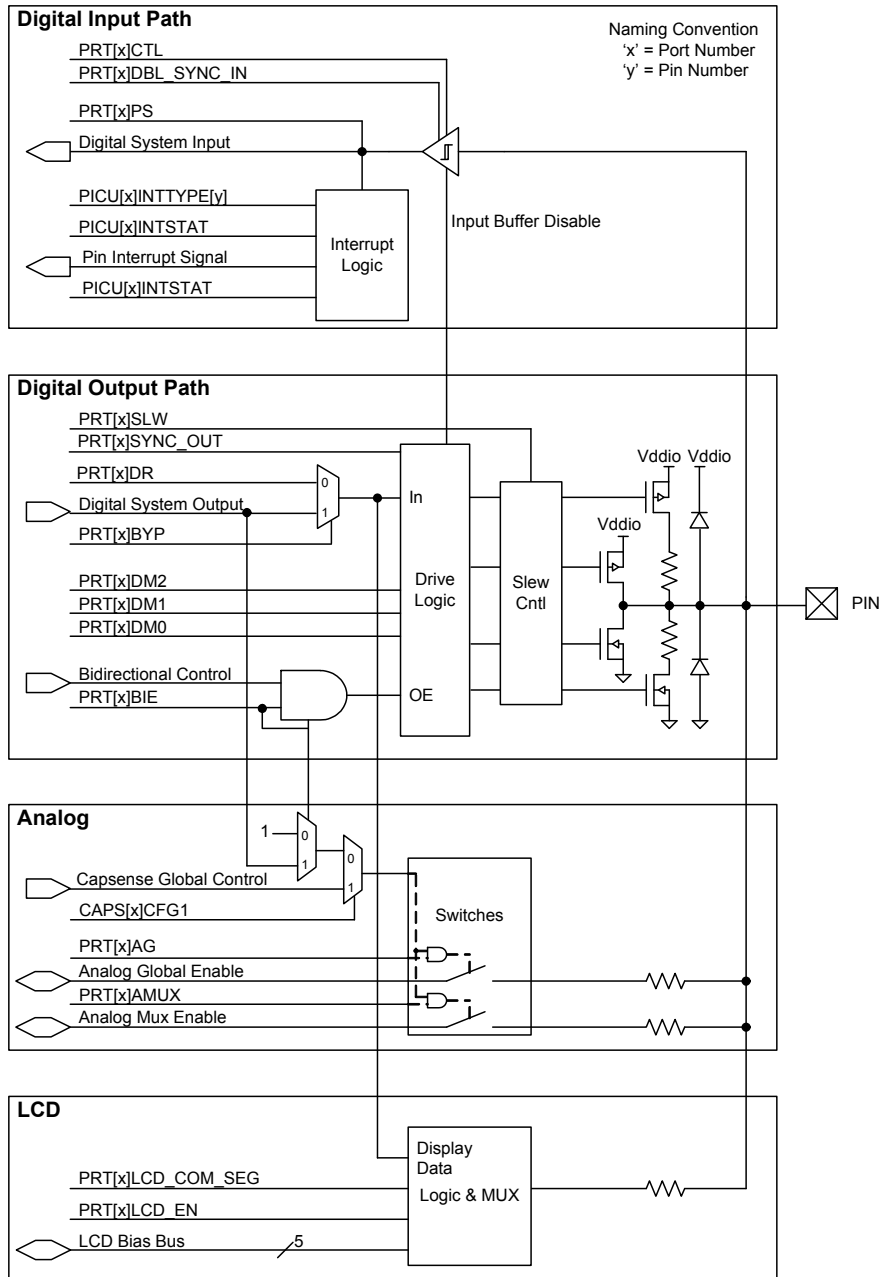 Digital Input Path
Naming Convention
‘x’ = Port Number
‘y’ = Pin Number
PRT[x]CTL
PRT[x]DBL_SYNC_IN
PRT[x]PS
Digital System Input
PICU[x]INTTYPE[y]
PICU[x]INTSTAT
Pin Interrupt Signal
PICU[x]INTSTAT
Interrupt
Logic
Input Buffer Disable
Digital Output Path
PRT[x]SLW
PRT[x]SYNC_OUT
PRT[x]DR
Digital System Output
PRT[x]BYP
0
1
In
Vddio Vddio
Vddio
PRT[x]DM2
PRT[x]DM1
PRT[x]DM0
Drive
Logic
Slew
Cntl
PIN
Bidirectional Control
PRT[x]BIE
OE
Analog
1
0
1
0
1
Capsense Global Control
CAPS[x]CFG1
Switches
PRT[x]AG
Analog Global Enable
PRT[x]AMUX
Analog Mux Enable
LCD
Display
Data
Logic & MUX
PRT[x]LCD_COM_SEG
PRT[x]LCD_EN
LCD Bias Bus
5